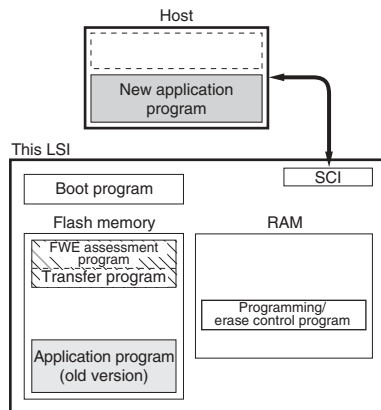 Host
New application
program
This LSI
SCI
Boot program
Flash memory
RAM
FWE assessment
program
Transfer program
Programming/
erase control program
Application program
(old version)